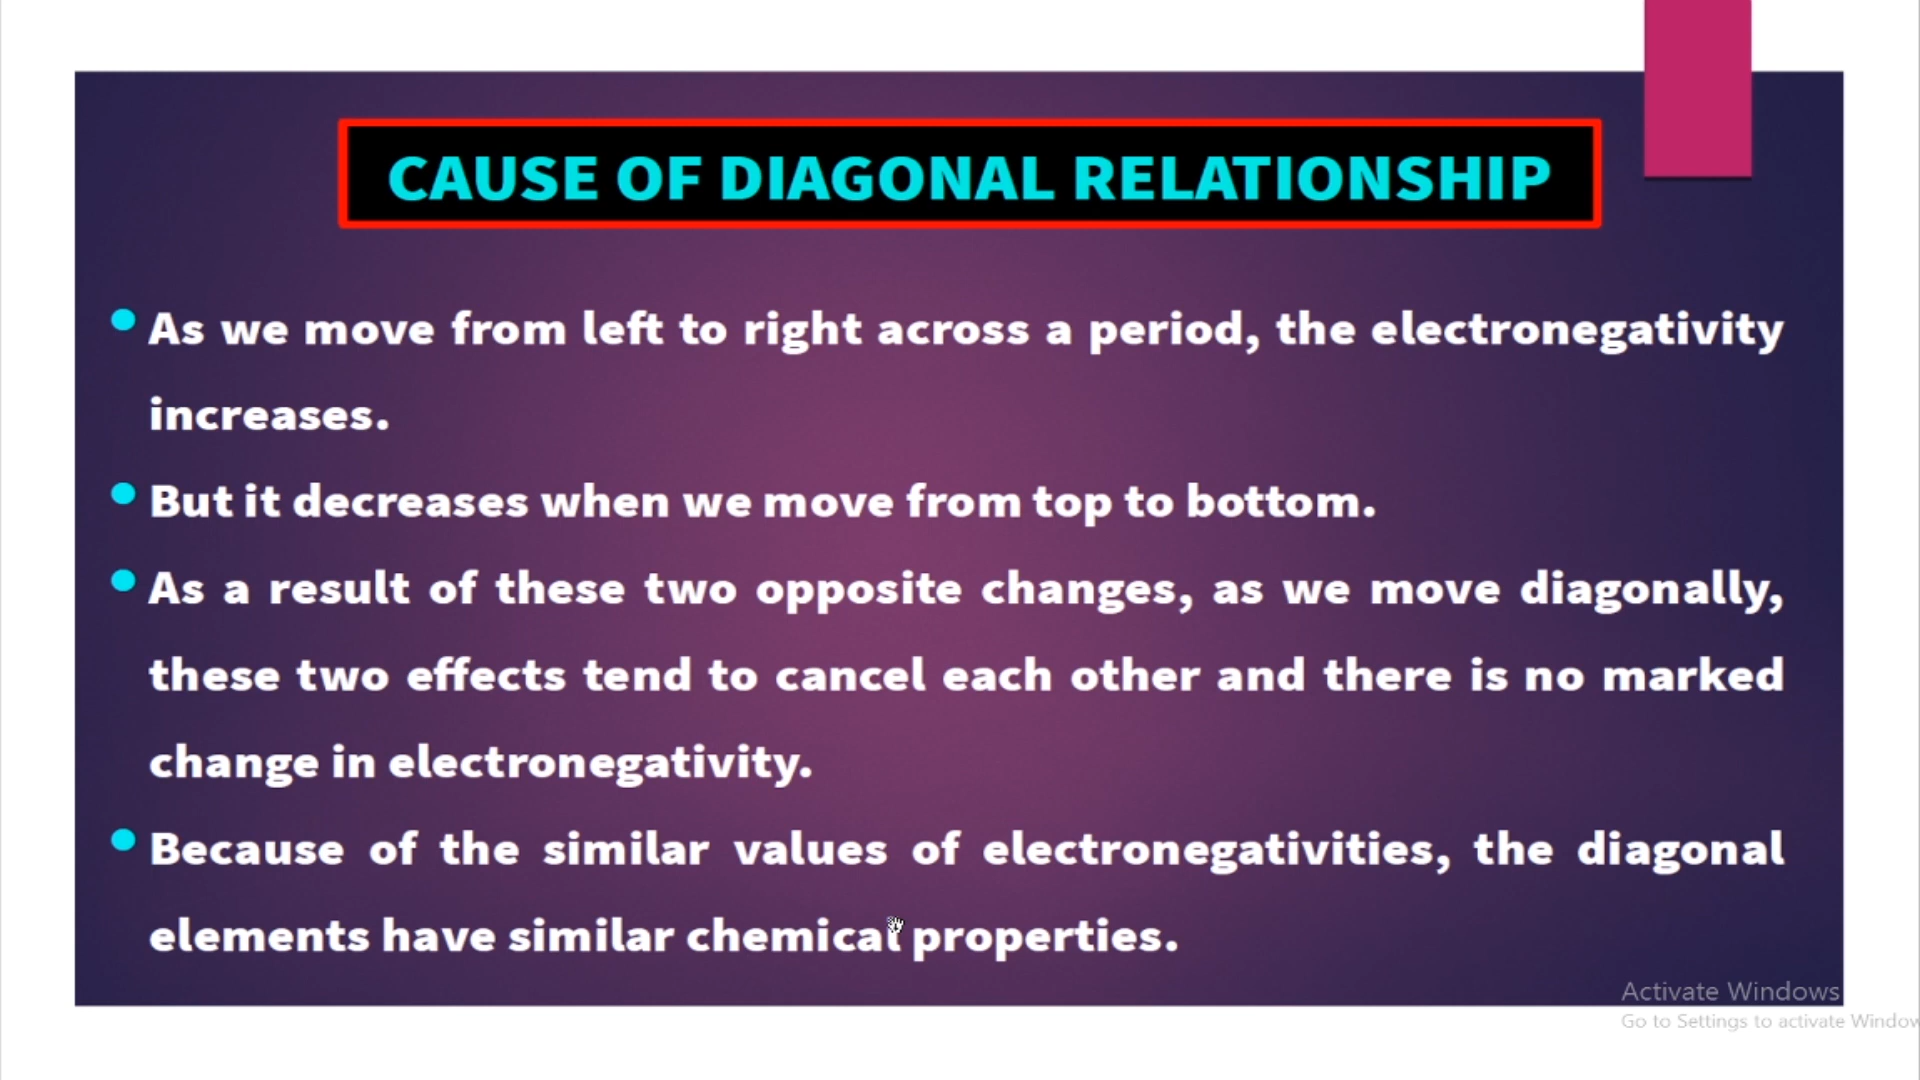 CAUSE OF DIAGONAL RELATIONSHIP
As we move from left to right across a period, the electronegativity
increases.
But it decreases when we move from top to bottom.
As a result of these two opposite changes, as we move diagonally,
these two effects tend to cancel each other and there is no marked
change in electronegativity.
Because of the similar values of electronegativities, the diagonal
elements have similar chemical properties.
Activate Windows
Go to Settings to activate Window